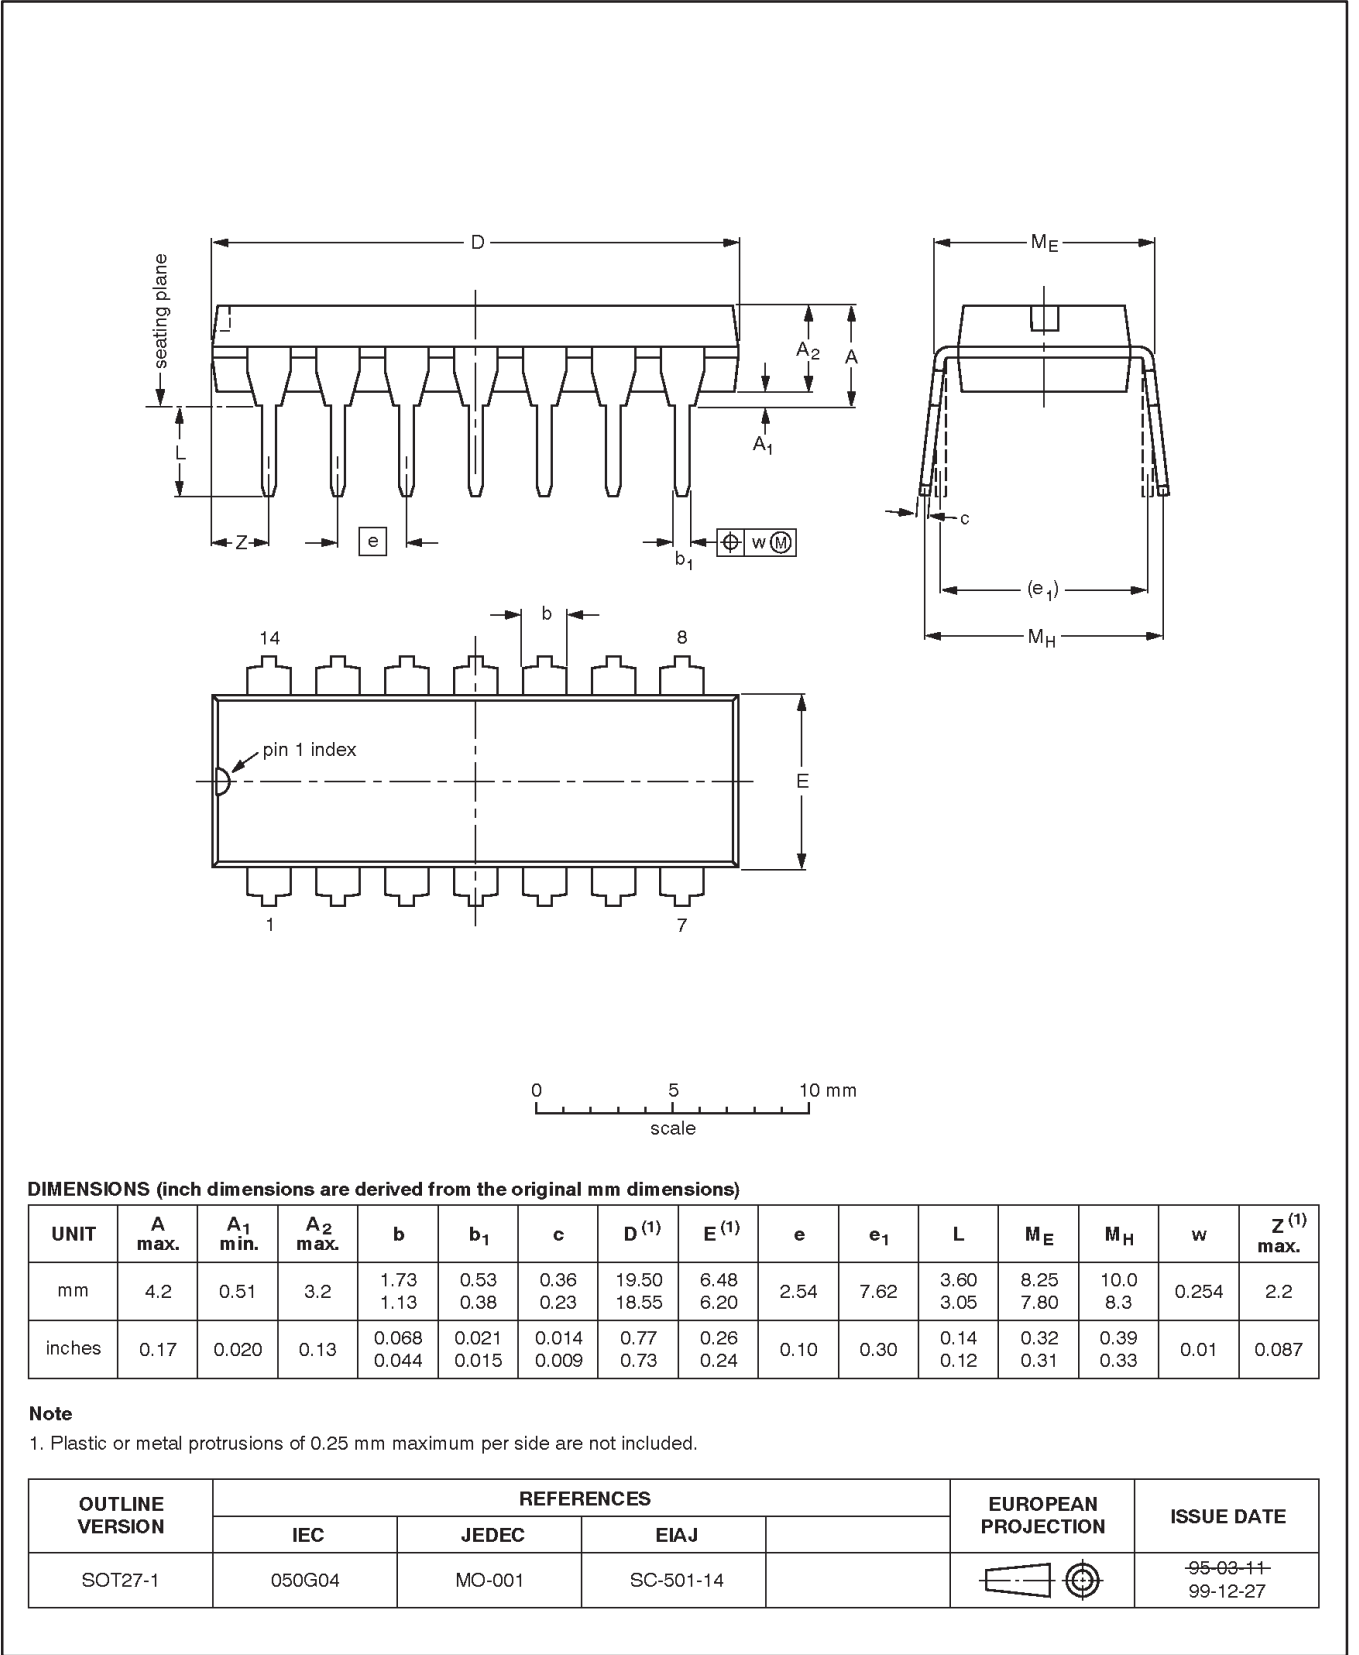 D
M E
seating plane
A 2
A
A 1
L
Z
e
b 1
w M
c
(e 1)
M H
b
14
8
pin 1 index
E
1
7
0
5
10 mm
scale
DIMENSIONS (inch dimensions are derived from the original mm dimensions)
UNIT A max. A1 min. A2 max. b b1 c D (1) E (1) e e1 L ME MH w Z (1) max.
mm 4.2 0.51 3.2 1.73 1.13 0.53 0.38 0.36 0.23 19.50 18.55 6.48 6.20 2.54 7.62 3.60 3.05 8.25 7.80 10.0 8.3 0.254 2.2
inches 0.17 0.020 0.13 0.068 0.044 0.021 0.015 0.014 0.009 0.77 0.73 0.26 0.24 0.10 0.30 0.14 0.12 0.32 0.31 0.39 0.33 0.01 0.087
Note
1. Plastic or metal protrusions of 0.25 mm maximum per side are not included.
OUTLINE VERSION
REFERENCES
EUROPEAN PROJECTION
ISSUE DATE
IEC JEDEC EIAJ
SOT27-1 050G04 MO-001 SC-501-14
95-03-11
99-12-27